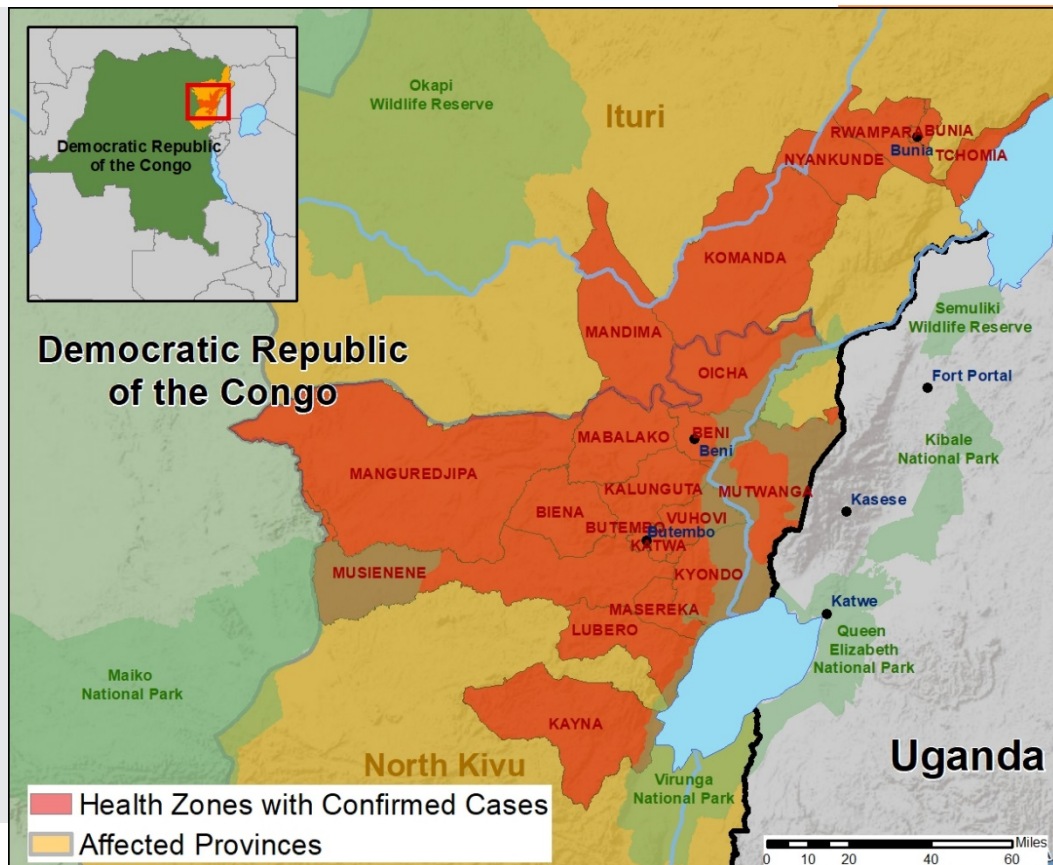 Democratic Republic
of the Congo
Okapi
Wildlife Reserve
Ituri
RWAMPARA
BUNIA
Bunia
NYANKUNDE
TCHOMIA
KOMANDA
Semuliki
Wildlife Reserve
MANDIMA
Democratic Republic
of the Congo
OICHA
Fort Portal
MABALAKO
BENI
Beni
Kibale
National Park
MANGUREDJIPA
KALUNGUTA
MUTWANGA
Kasese
BIENA
BUTEMBO
VUHOVI
Butembo
KATWA
MUSIENENE
KYONDO
MASEREKA
Katwe
LUBERO
Queen
Elizabeth
National Park
Maiko
National Park
KAYNA
North Kivu
Uganda
Virunga
National Park
Health Zones with Confirmed Cases
Affected Provinces
Miles
0 10 20 40 60